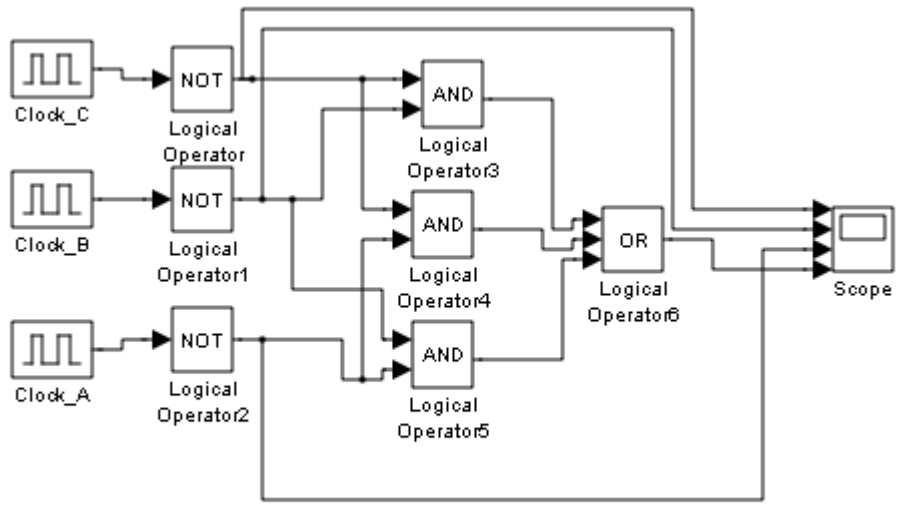 NOT
Clock_C
Logical
Operator
AND
Logical
Operator3
NOT
Clock_B
Logical
Operator1
AND
Logical
Operator4
OR
Logical
Operator6
Scope
NOT
Clock_A
Logical
Operator2
AND
Logical
Operator5